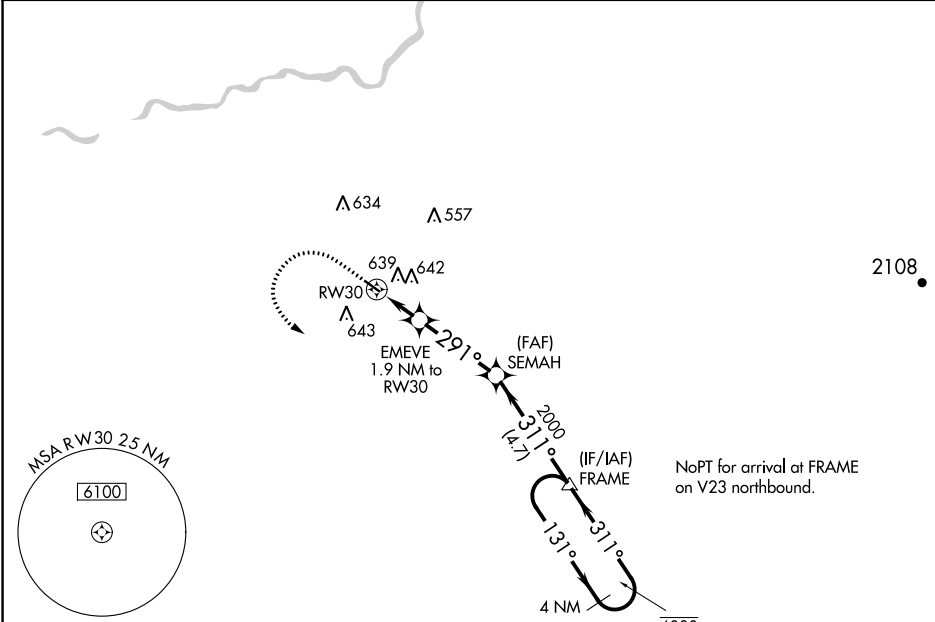 634
557
2108
639
642
RW30
643
EMEVE
1.9 NM to
RW30
291°
(FAF)
SEMAH
2000
311°
(4.7)
(IF/IAF)
FRAME
NoPT for arrival at FRAME
on V23 northbound.
MSA RW30 25 NM
6100
131°
311°
4 NM